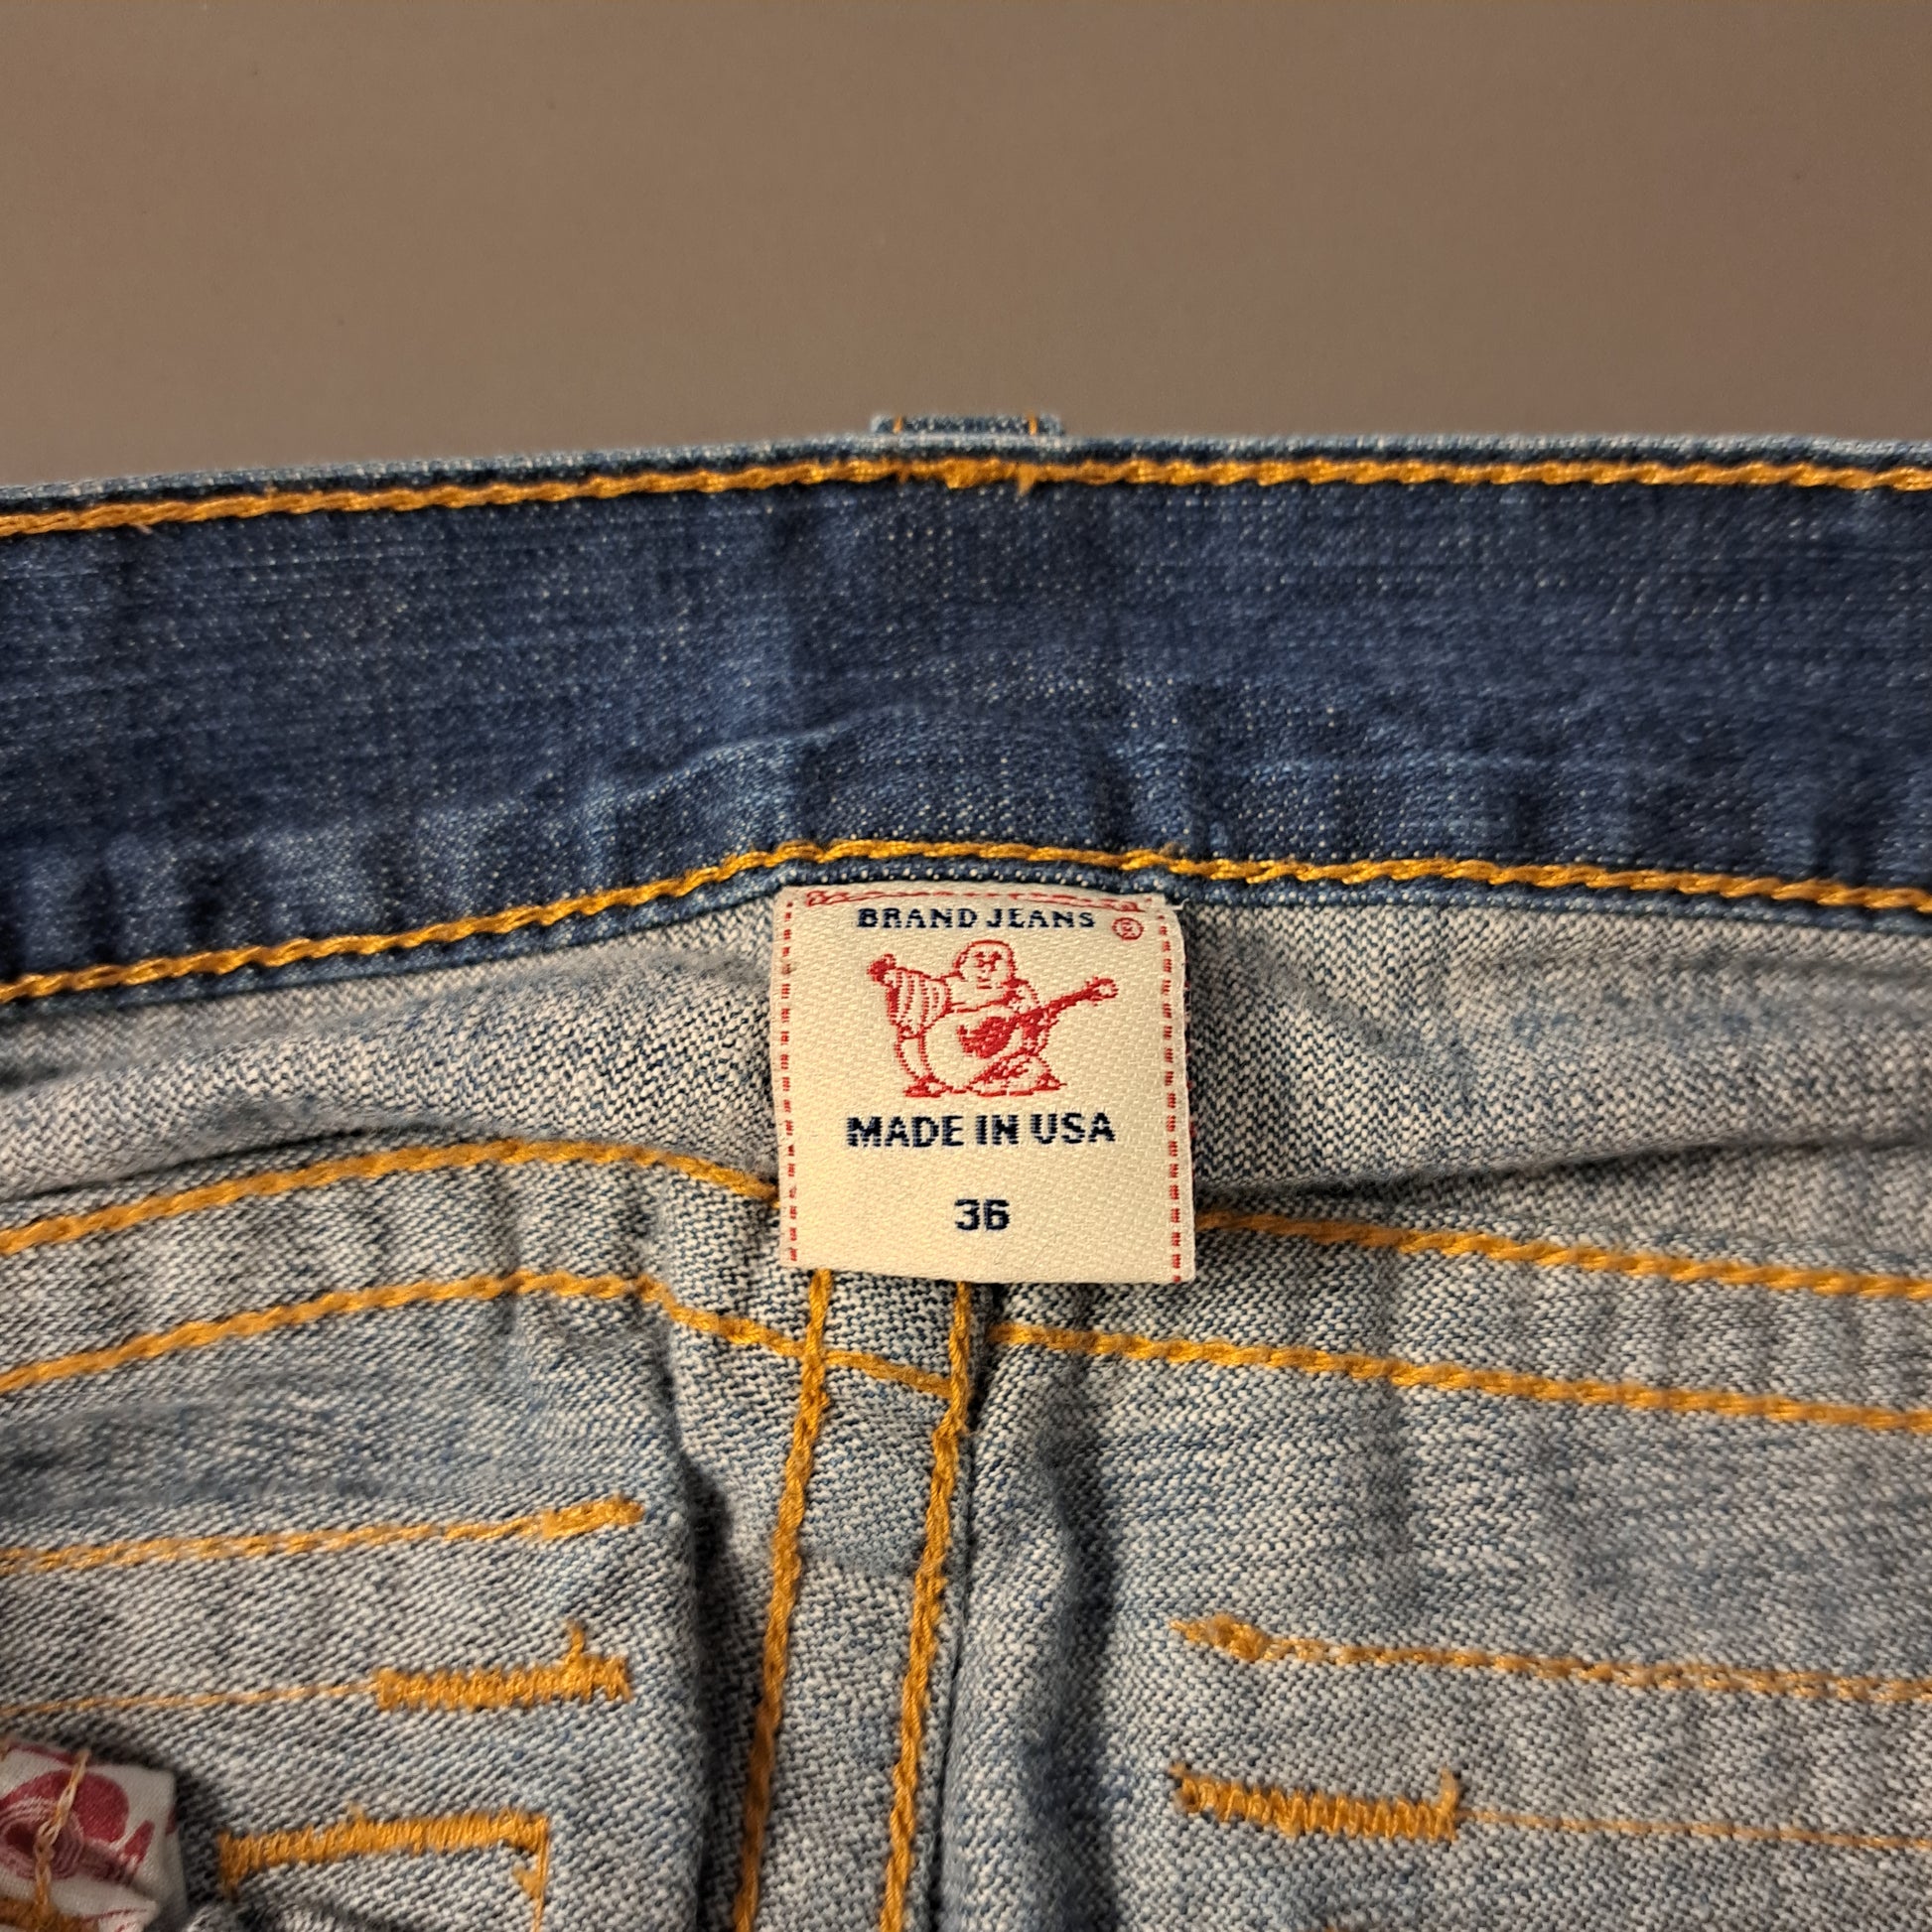 BRAND JEANS ®
MADE IN USA
36